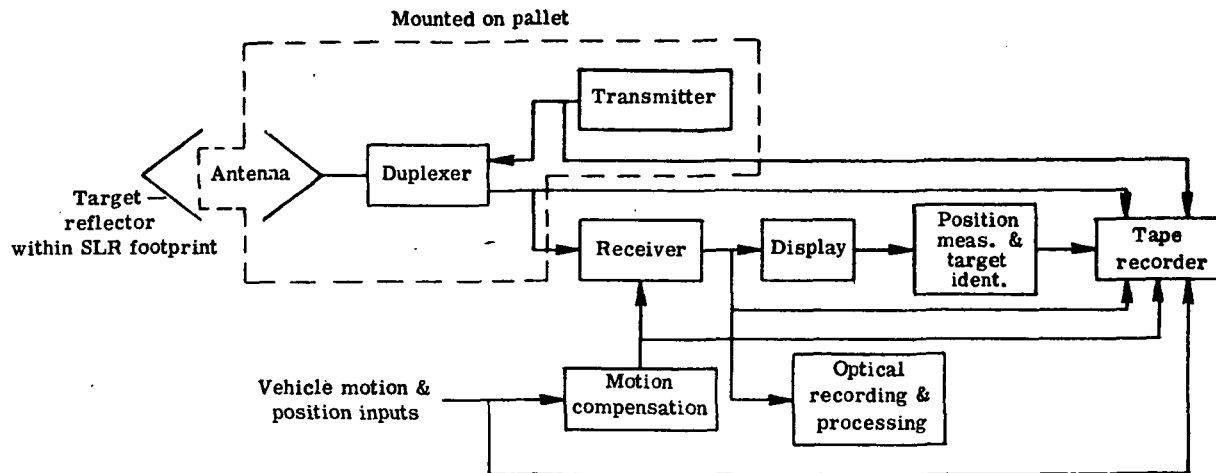 Mounted on pallet
Transmitter
Antenna
Duplexer
Target
reflector
within SLR footprint
Receiver
Display
Position
meas. &
target
ident.
Tape
recorder
Vehicle motion &
position inputs
Motion
compensation
Optical
recording &
processing